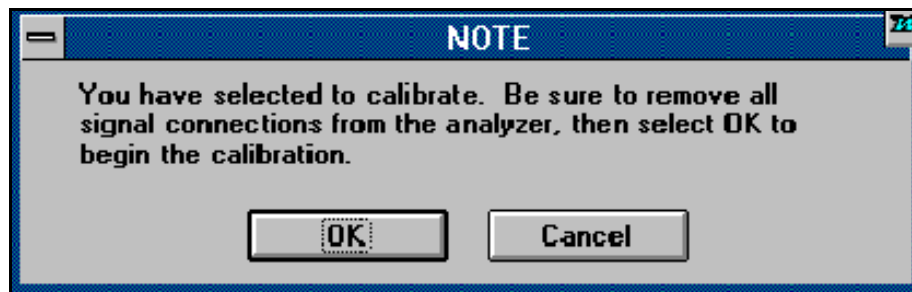 NOTE
You have selected to calibrate.  Be sure to remove all
signal connections from the analyzer, then select OK to
begin the calibration.
OK
Cancel